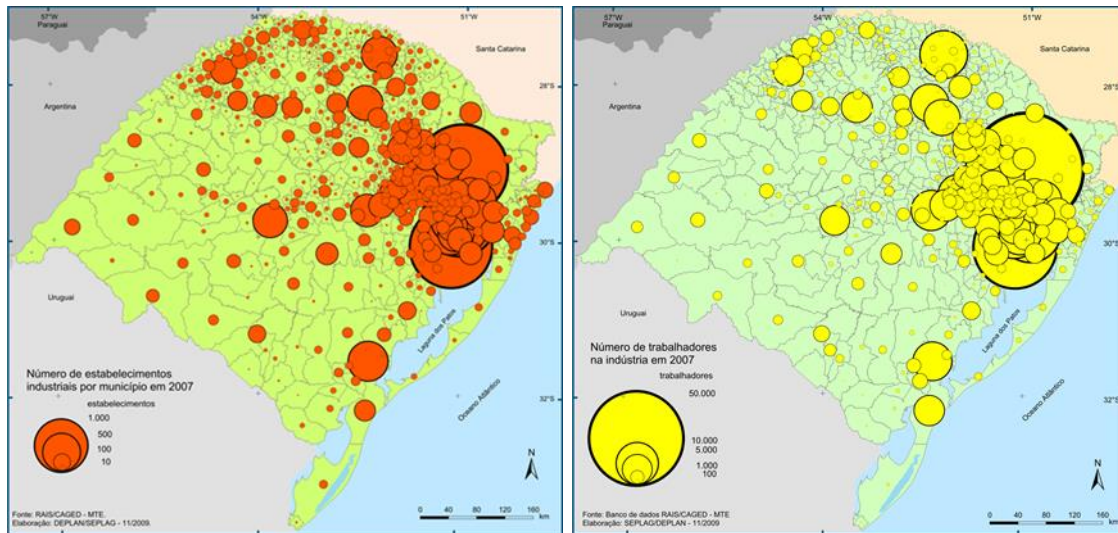 57°W
54°W
51°W
Paraguai
Santa Catarina
28°S
Argentina
30°S
Uruguai
Laguna dos Patos
Oceano Atlântico
32°S
Número de estabelecimentos
industriais por município em 2007
estabelecimentos
1.000
500
100
10
N
Fonte: RAIS/CAGED - MTE.
Elaboração: DEPLAN/SEPLAG - 11/2009.
0 40 80 120 160
km
57°W
54°W
51°W
Paraguai
Santa Catarina
28°S
Argentina
30°S
Uruguai
Laguna dos Patos
Oceano Atlântico
32°S
Número de trabalhadores
na indústria em 2007
trabalhadores
50.000
10.000
5.000
1.000
100
N
Fonte: Banco de dados RAIS/CAGED - MTE
Elaboração: SEPLAG/DEPLAN - 11/2009
0 40 80 120 160
km